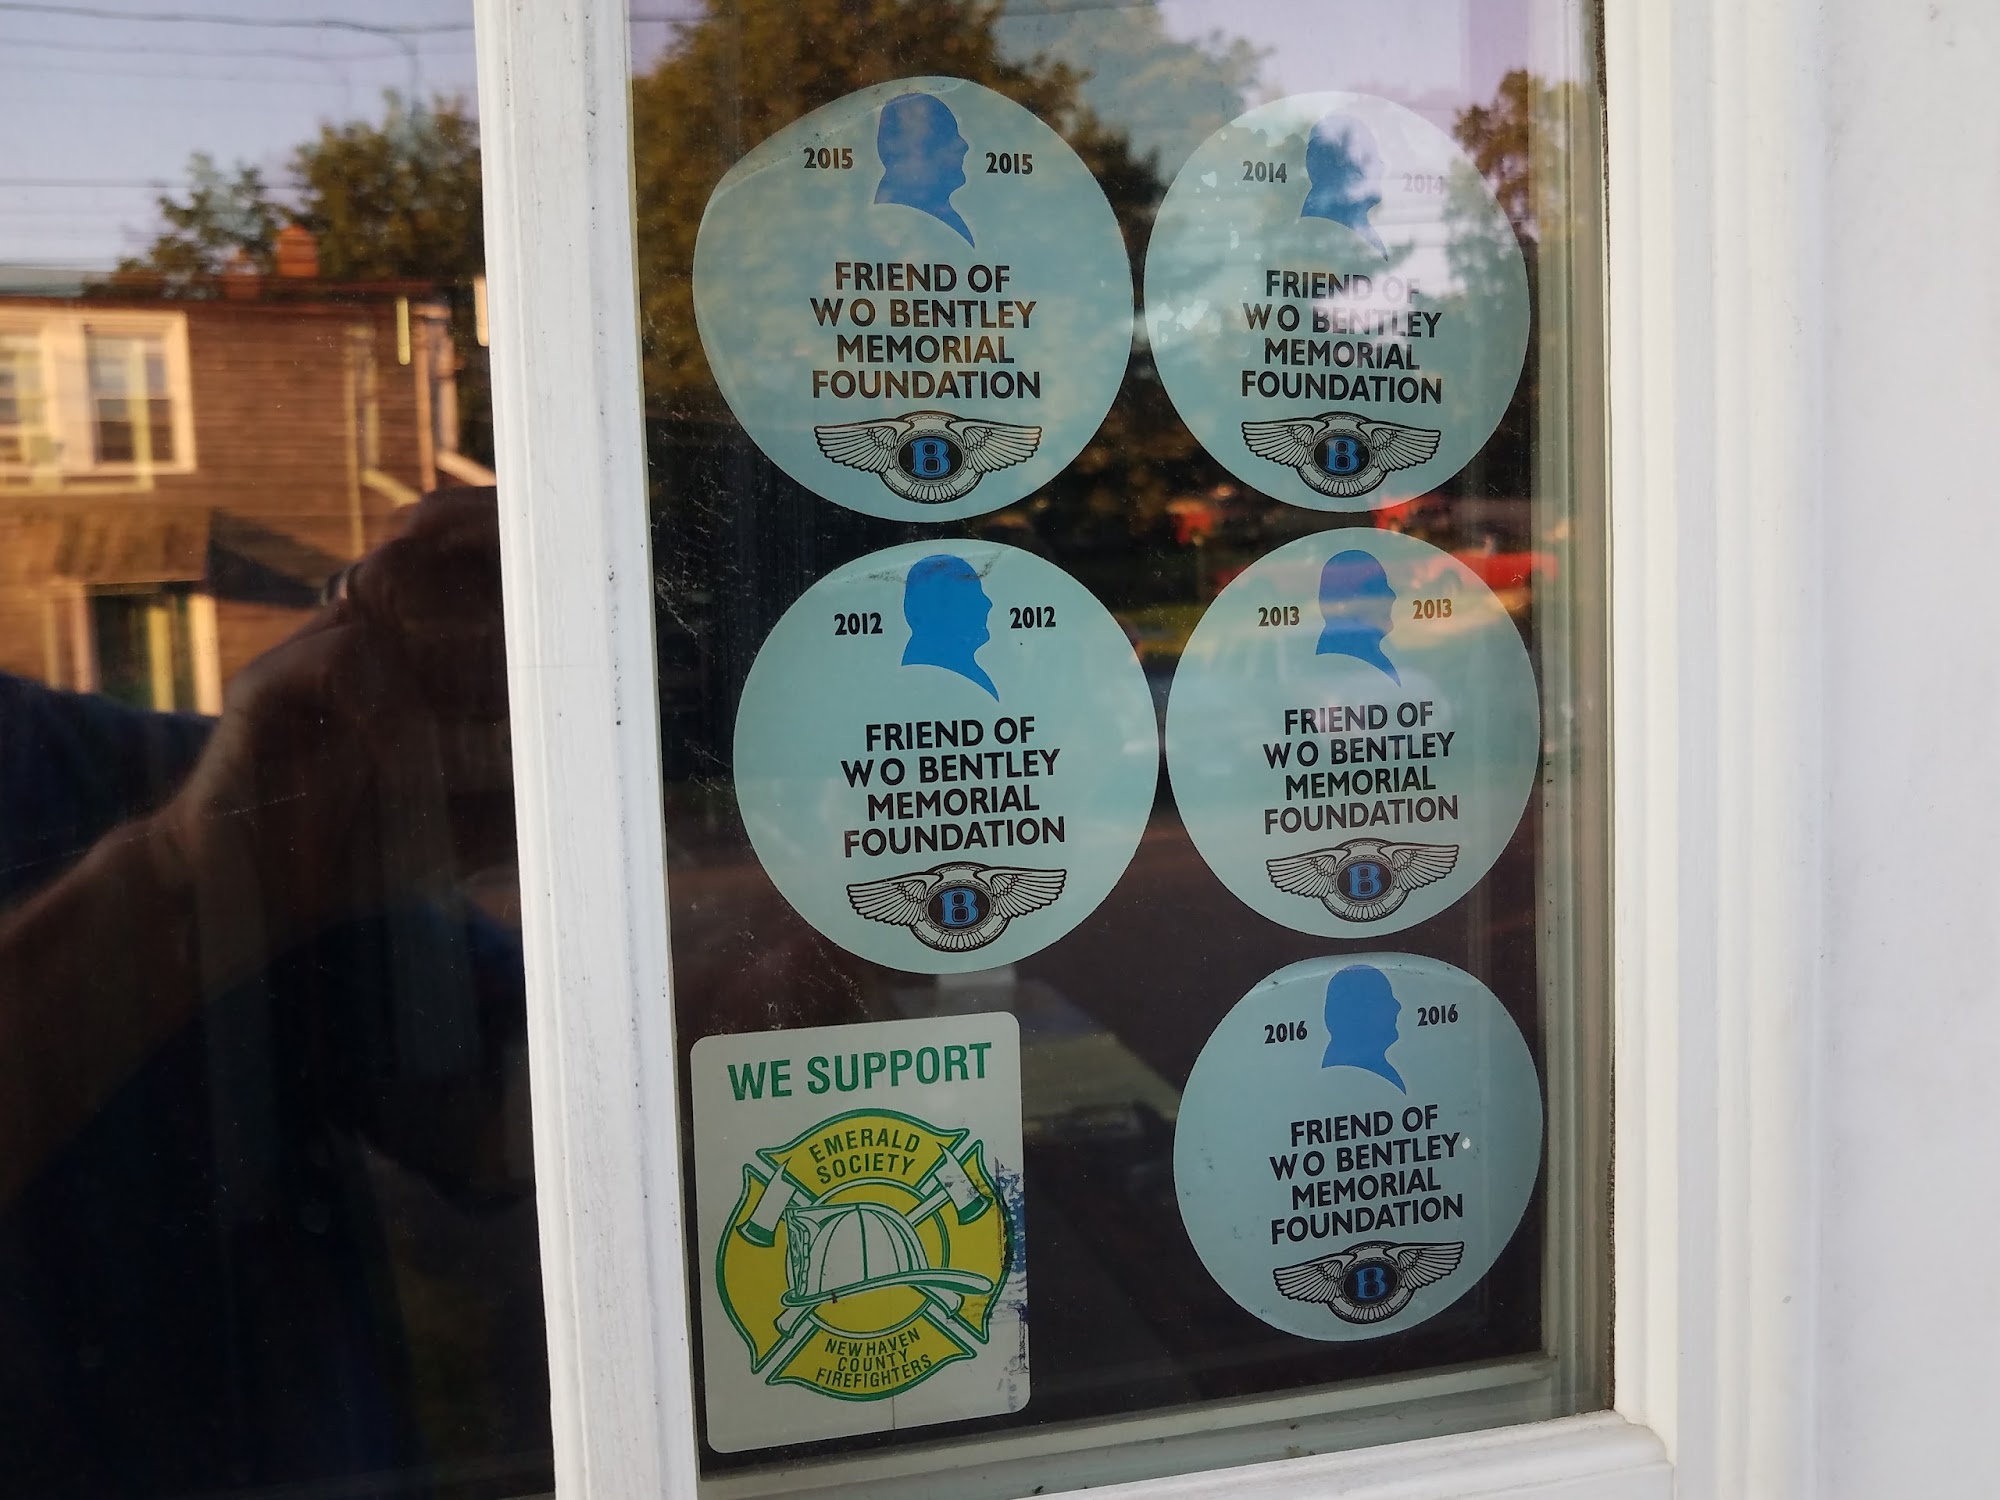 2015 2015
FRIEND OF
W O BENTLEY
MEMORIAL
FOUNDATION
B
2014 2014
FRIEND OF
W O BENTLEY
MEMORIAL
FOUNDATION
B
2012 2012
FRIEND OF
W O BENTLEY
MEMORIAL
FOUNDATION
B
2013 2013
FRIEND OF
W O BENTLEY
MEMORIAL
FOUNDATION
B
WE SUPPORT
EMERALD
SOCIETY
NEW HAVEN
COUNTY
FIREFIGHTERS
2016 2016
FRIEND OF
W O BENTLEY
MEMORIAL
FOUNDATION
B